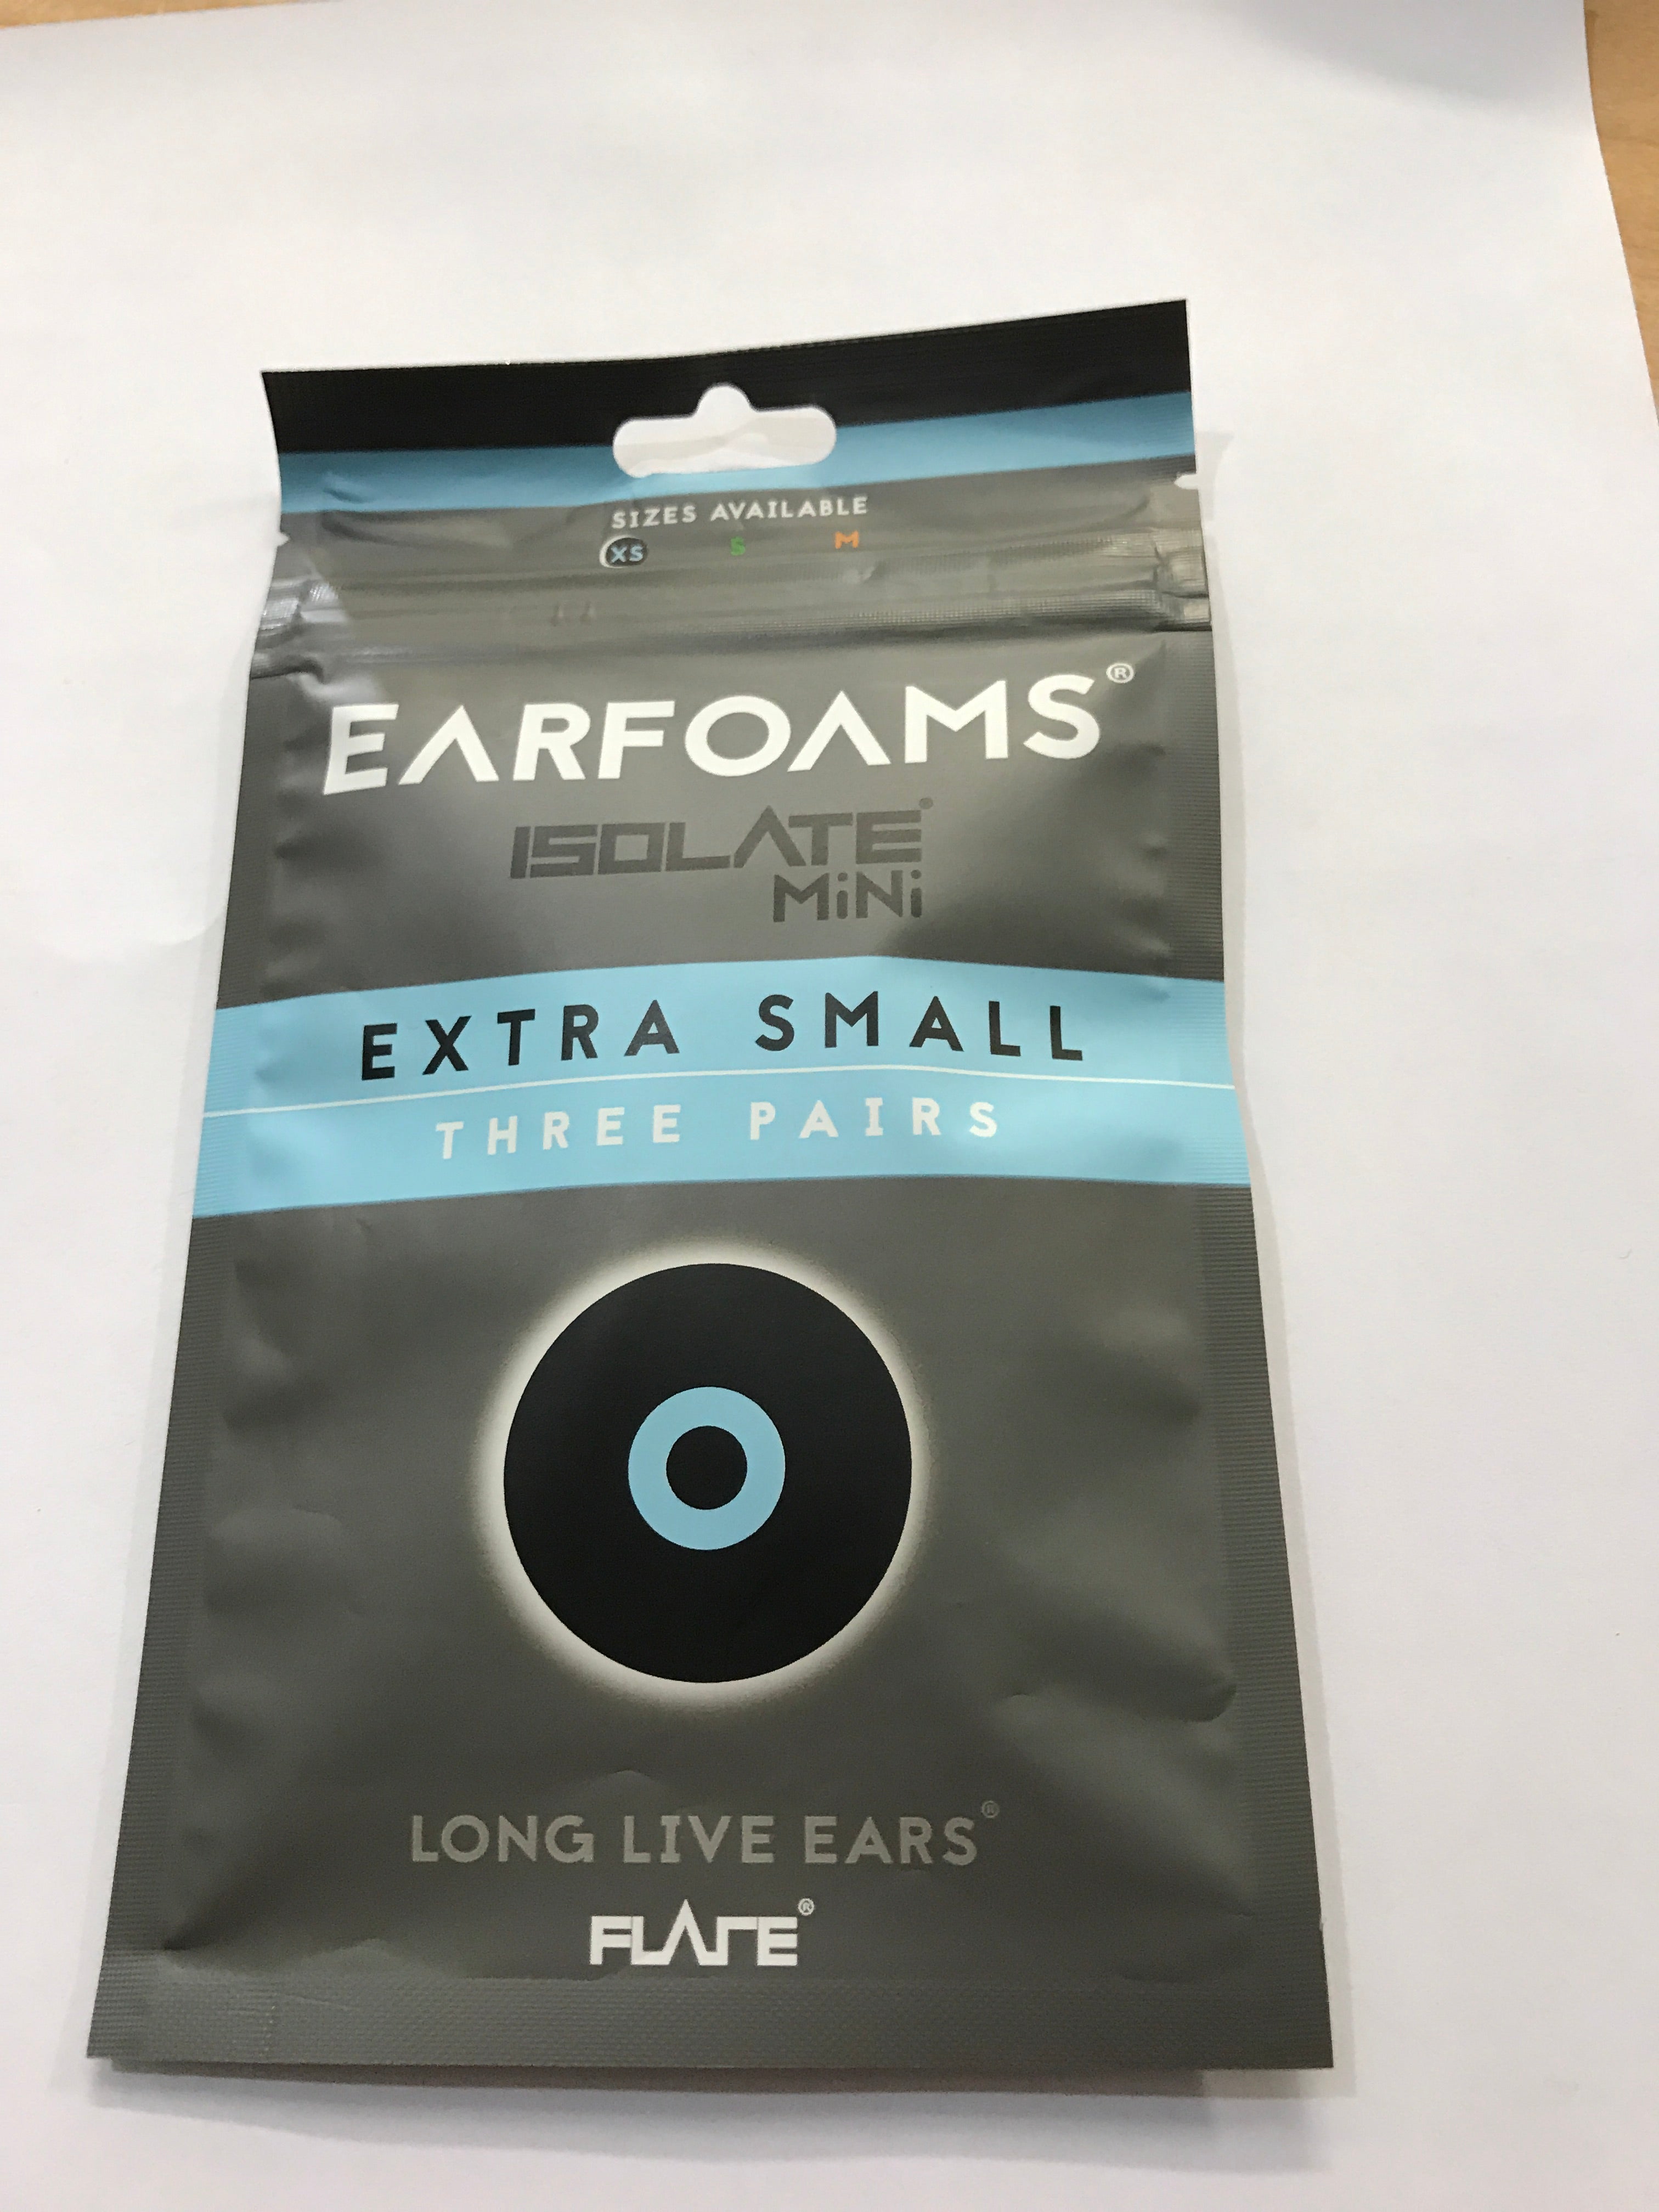 SIZES AVAILABLE
XS S M
EARFOAMS®
ISOLATE®
MiNi
EXTRA SMALL
THREE PAIRS
LONG LIVE EARS®
FLARE®